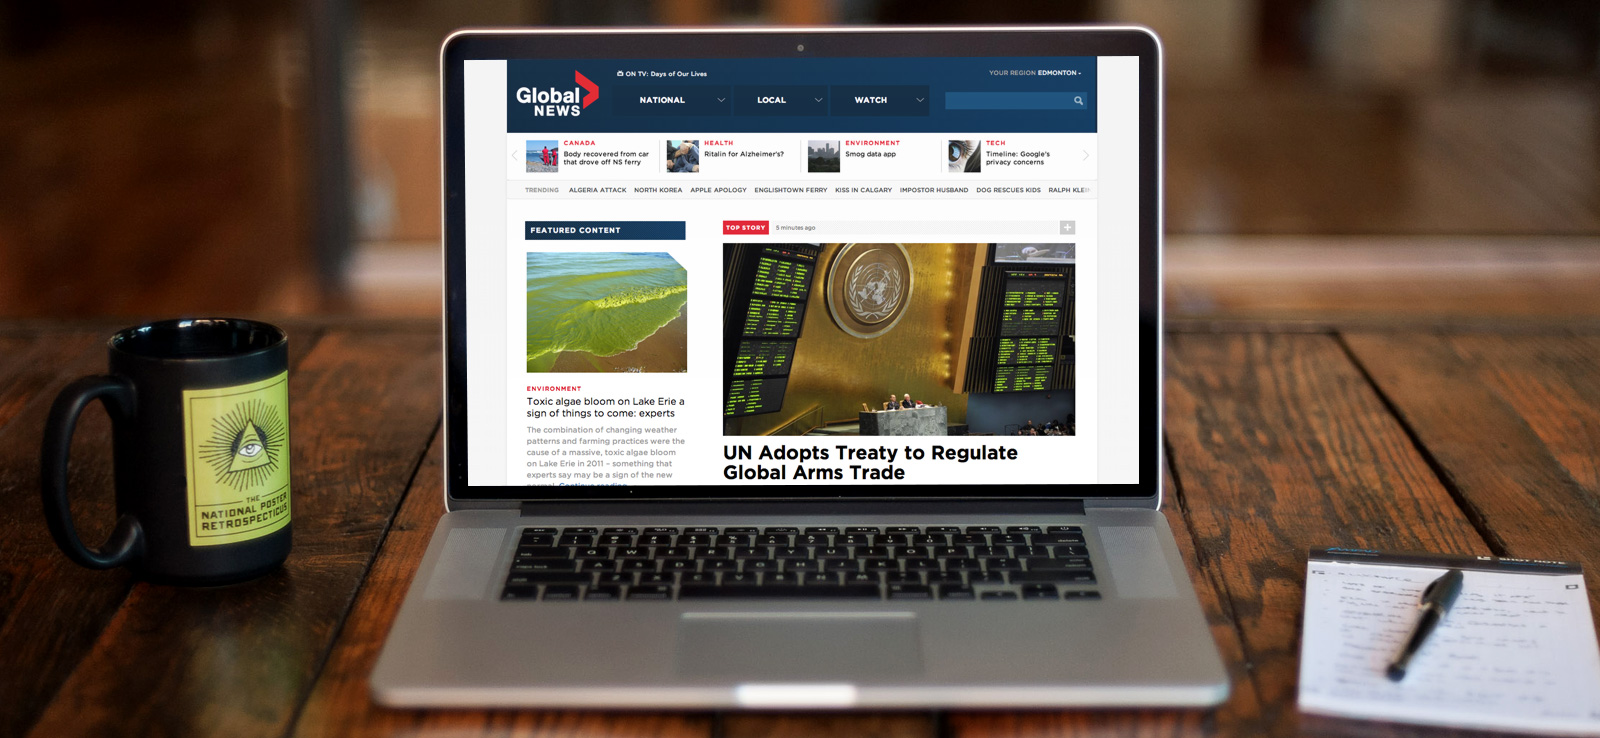 ON TV: Days of Our Lives
YOUR REGION EDMONTON
Global
NEWS
NATIONAL
LOCAL
WATCH
CANADA
Body recovered from car
that drove off NS ferry
HEALTH
Ritalin for Alzheimer's?
ENVIRONMENT
Smog data app
TECH
Timeline: Google's
privacy concerns
TRENDING ALGERIA ATTACK NORTH KOREA APPLE APOLOGY ENGLISHTOWN FERRY KISS IN CALGARY IMPOSTOR HUSBAND DOG RESCUES KIDS RALPH KLEIN
FEATURED CONTENT
ENVIRONMENT
Toxic algae bloom on Lake Erie a
sign of things to come: experts
The combination of changing weather
patterns and farming practices were the
cause of a massive, toxic algae bloom
on Lake Erie in 2011 – something that
experts say may be a sign of the new
normal. Continue reading
TOP STORY 5 minutes ago
UN Adopts Treaty to Regulate
Global Arms Trade
THE
NATIONAL POSTER
RETROSPECTICUS
Q W E R T Y U I O P
A S D F G H J K L
Z X C V B N M